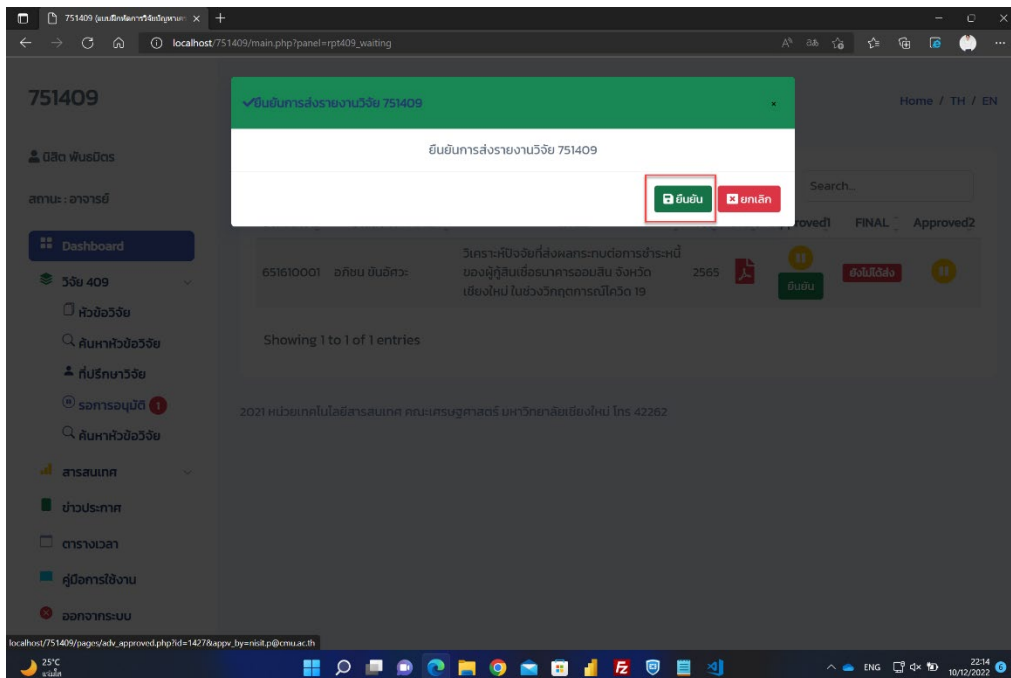 751409 (แบบฝึกหัดการวิจัยปัญหาเศร
localhost/751409/main.php?panel=rpt409_waiting
751409
✔ยืนยันการส่งรายงานวิจัย 751409
×
Home / TH / EN
ยืนยันการส่งรายงานวิจัย 751409
นิสิต พันธมิตร
สถานะ : อาจารย์
ยืนยัน
ยกเลิก
Search...
roved1 FINAL Approved2
Dashboard
วิจัย 409
651610001 อภิชน ขันอัศวะ
วิเคราะห์ปัจจัยที่ส่งผลกระทบต่อการชำระหนี้
ของผู้กู้สินเชื่อธนาคารออมสิน จังหวัด
เชียงใหม่ ในช่วงวิกฤตการณ์โควิด 19
2565
ยืนยัน
ยังไม่ได้ส่ง
หัวข้อวิจัย
ค้นหาหัวข้อวิจัย
Showing 1 to 1 of 1 entries
ที่ปรึกษาวิจัย
รอการอนุมัติ 1
2021 หน่วยเทคโนโลยีสารสนเทศ คณะเศรษฐศาสตร์ มหาวิทยาลัยเชียงใหม่ โทร 42262
ค้นหาหัวข้อวิจัย
สารสนเทศ
ข่าวประกาศ
ตารางเวลา
คู่มือการใช้งาน
ออกจากระบบ
localhost/751409/pages/adv_approved.php?id=1427&appv_by=nisit.p@cmu.ac.th
25°C
ENG
22:14
10/12/2022
6